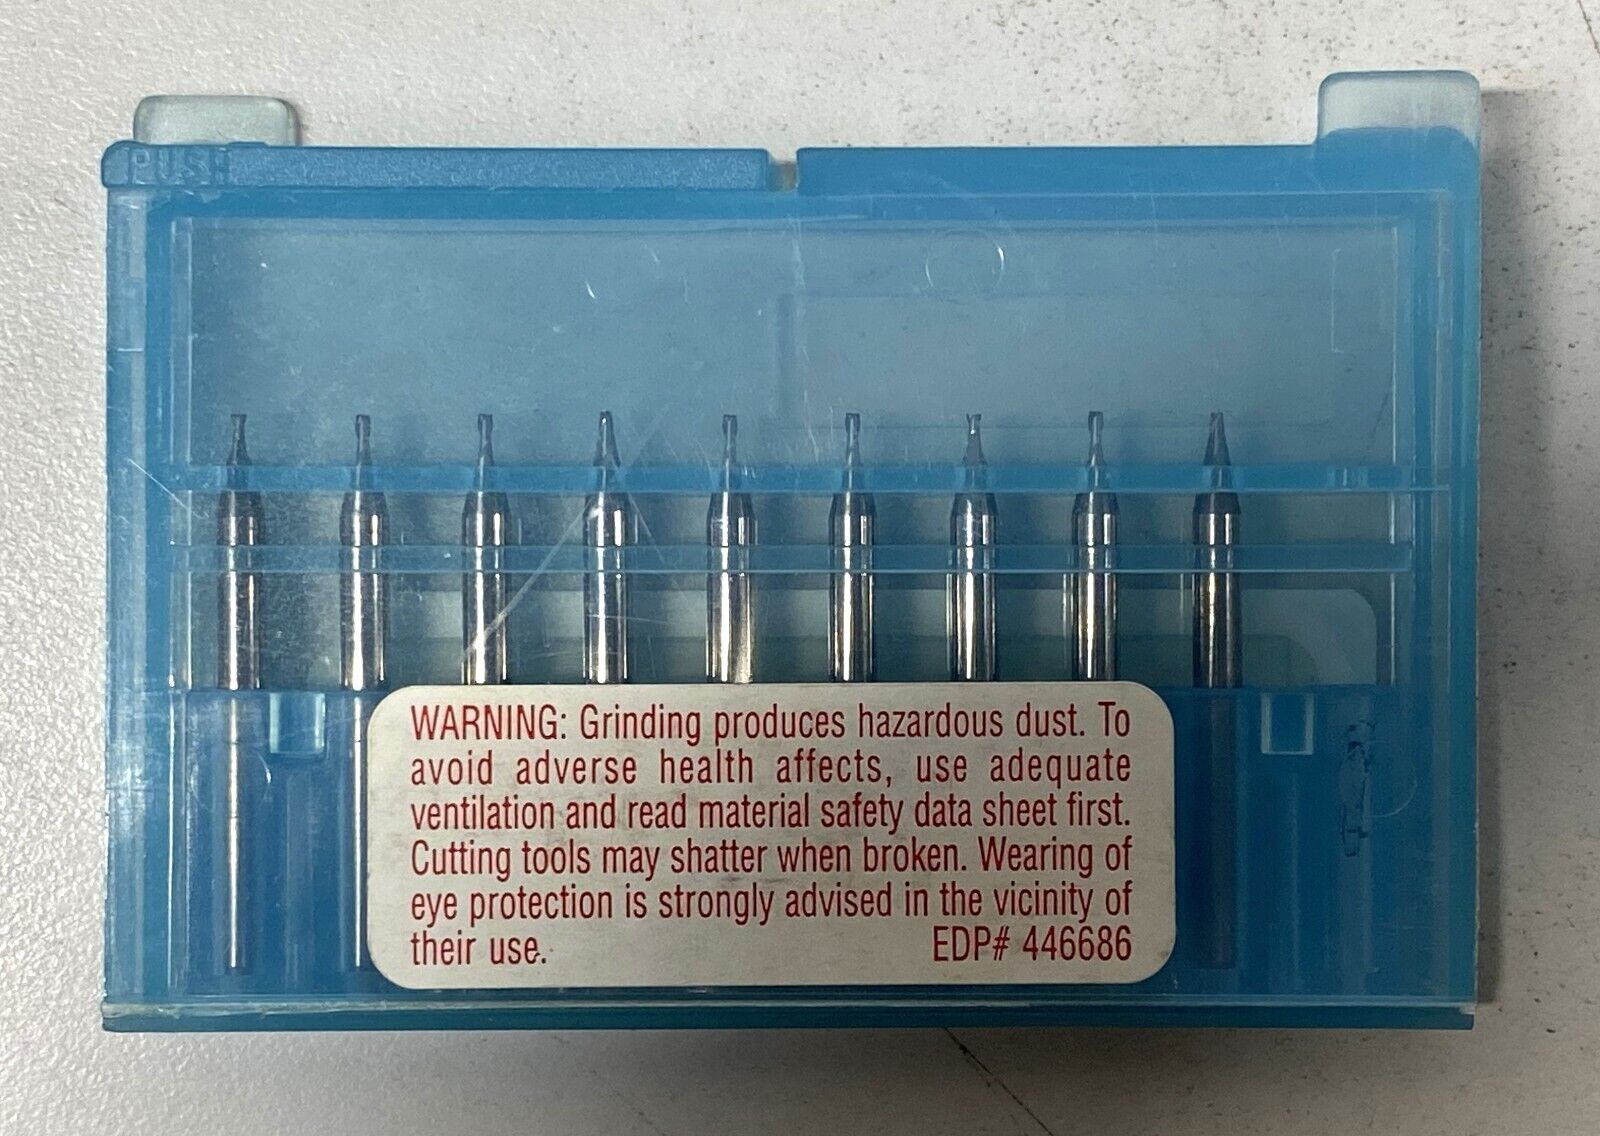 PUSH
WARNING: Grinding produces hazardous dust. To
avoid adverse health affects, use adequate
ventilation and read material safety data sheet first.
Cutting tools may shatter when broken. Wearing of
eye protection is strongly advised in the vicinity of
their use. EDP# 446686